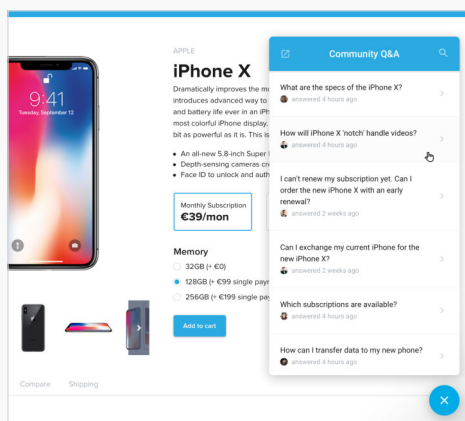 9:41
Tuesday, September 12
APPLE
iPhone X
Dramatically improves the
introduces advanced way to
and battery life ever in an iPh
most colorful iPhone display.
bit as powerful as it is. This is
An all-new 5.8-inch Super
Depth-sensing cameras
Face ID to unlock and auth
Monthly Subscription
€39/mon
Memory
32GB (+ €0)
128GB (+ €99 single payr
256GB (+ €199 single pay
Add to cart
Compare Shipping
Community Q&A
What are the specs of the iPhone X?
answered 4 hours ago
How will iPhone X 'notch' handle videos?
answered 4 hours ago
I can't renew my subscription yet. Can I
order the new iPhone X with an early
renewal?
answered 2 weeks ago
Can I exchange my current iPhone for the
new iPhone X?
answered 2 weeks ago
Which subscriptions are available?
answered 4 hours ago
How can I transfer data to my new phone?
answered 4 hours ago